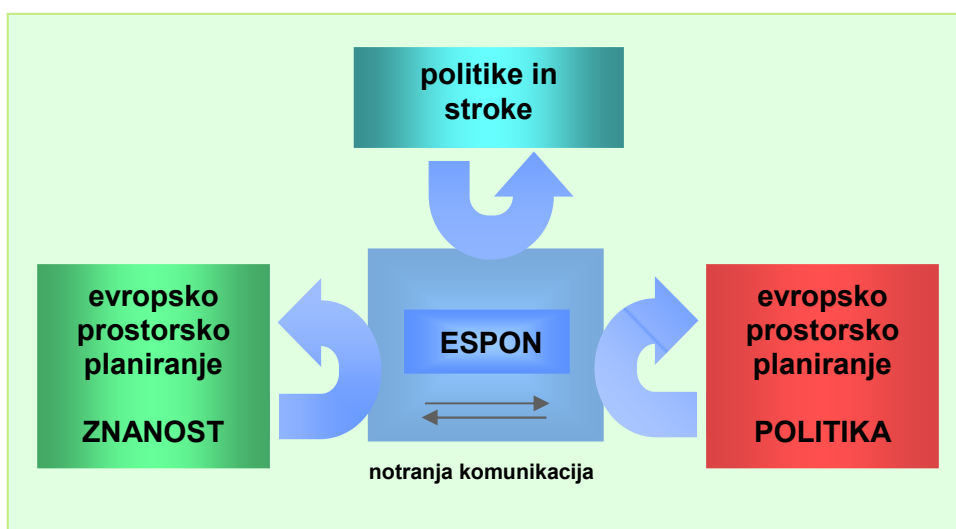 politike in
stroke
evropsko
prostorsko
planiranje
ZNANOST
ESPON
evropsko
prostorsko
planiranje
POLITIKA
notranja komunikacija